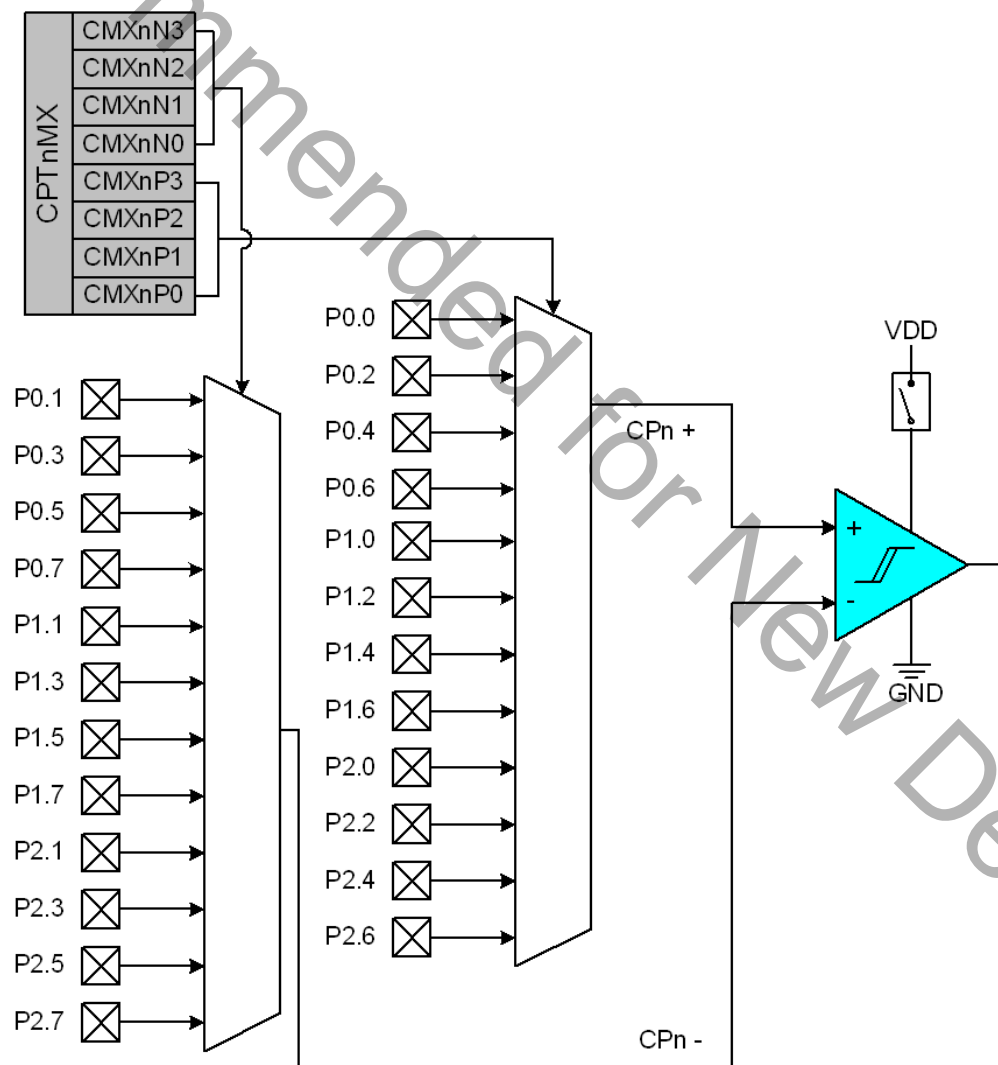 CPTnMX
CMXnN3
CMXnN2
CMXnN1
CMXnN0
CMXnP3
CMXnP2
CMXnP1
CMXnP0
P0.1
P0.3
P0.5
P0.7
P1.1
P1.3
P1.5
P1.7
P2.1
P2.3
P2.5
P2.7
P0.0
P0.2
P0.4
P0.6
P1.0
P1.2
P1.4
P1.6
P2.0
P2.2
P2.4
P2.6
CPn +
CPn -
VDD
+
-
GND
mmended for New De